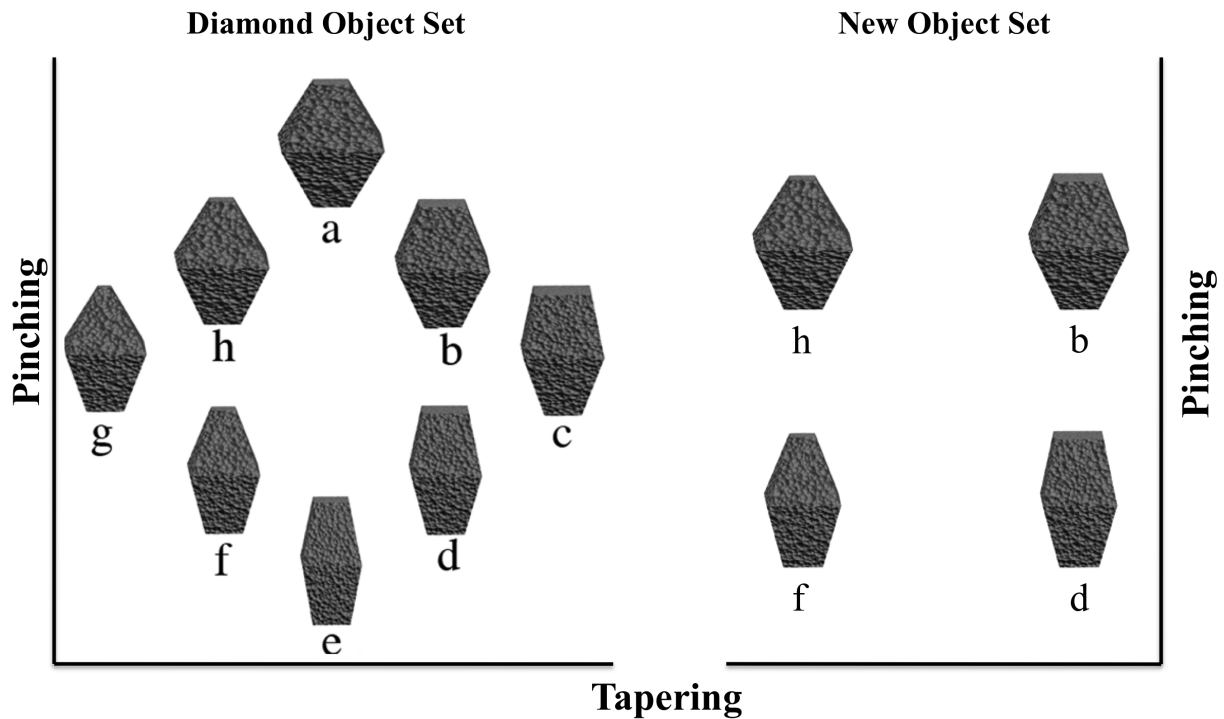 Diamond Object Set
New Object Set
Pinching
a
h
b
g
c
f
d
e
h
b
f
d
Pinching
Tapering